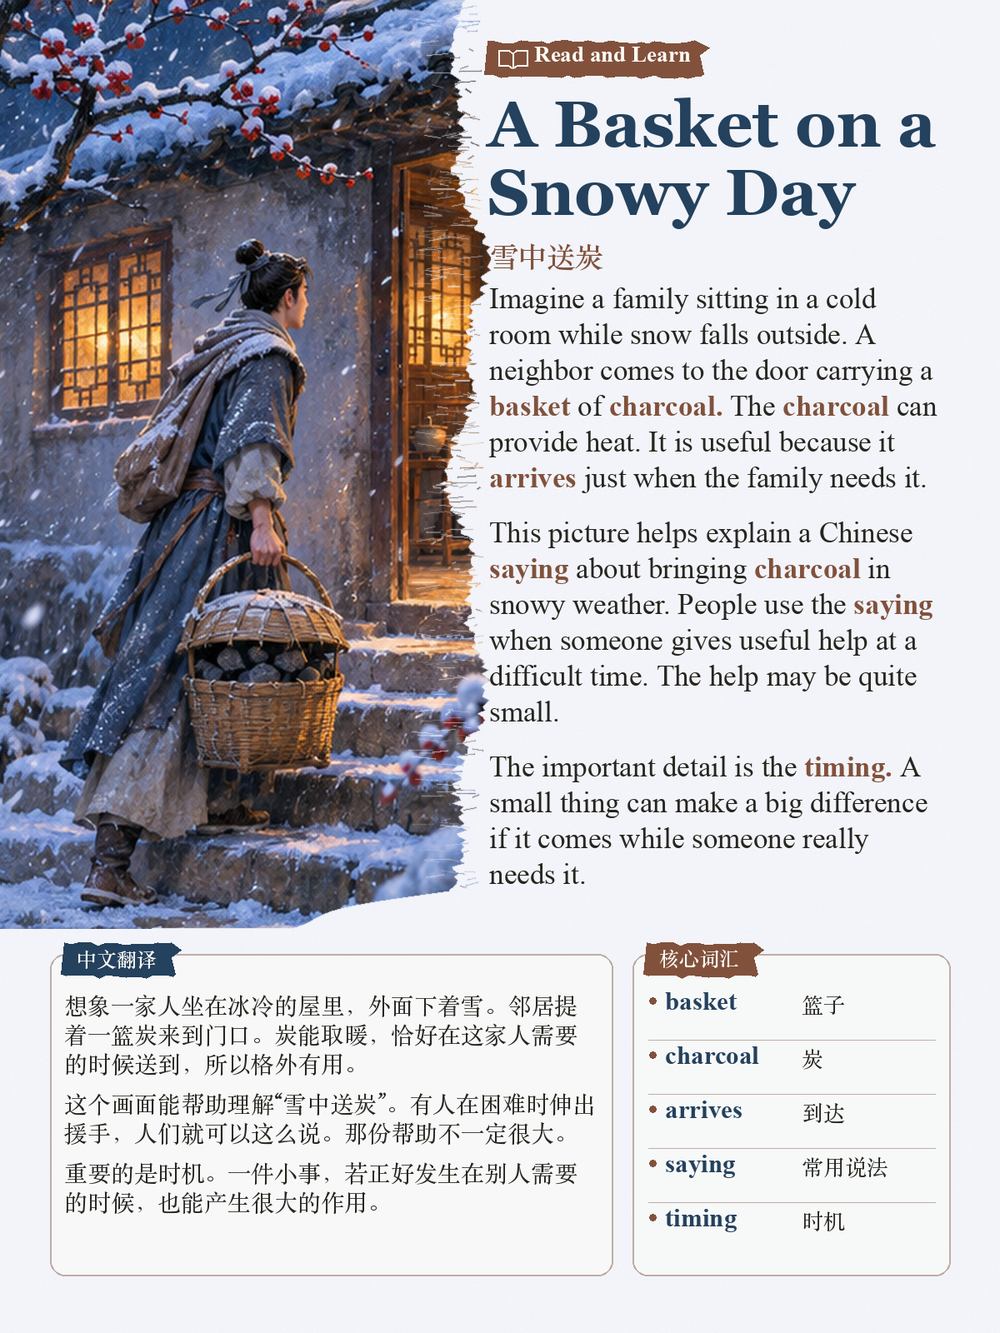 Read and Learn
A Basket on a
Snowy Day
雪中送炭
Imagine a family sitting in a cold
room while snow falls outside. A
neighbor comes to the door carrying a
basket of charcoal. The charcoal can
provide heat. It is useful because it
arrives just when the family needs it.
This picture helps explain a Chinese
saying about bringing charcoal in
snowy weather. People use the saying
when someone gives useful help at a
difficult time. The help may be quite
small.
The important detail is the timing. A
small thing can make a big difference
if it comes while someone really
needs it.
中文翻译
想象一家人坐在冰冷的屋里，外面下着雪。邻居提
着一篮炭来到门口。炭能取暖，恰好在这家人需要
的时候送到，所以格外有用。
这个画面能帮助理解“雪中送炭”。有人在困难时伸出
援手，人们就可以这么说。那份帮助不一定很大。
重要的是时机。一件小事，若正好发生在别人需要
的时候，也能产生很大的作用。
核心词汇
• basket 篮子
• charcoal 炭
• arrives 到达
• saying 常用说法
• timing 时机